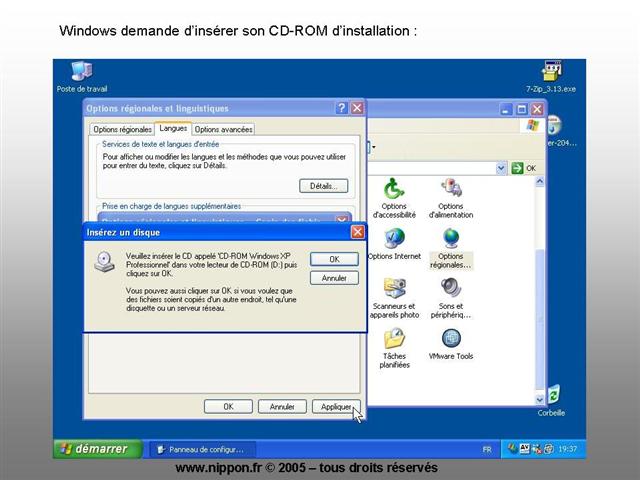 Windows demande d'insérer son CD-ROM d'installation :
Poste de travail
7-Zip_3.13.exe
Options régionales et linguistiques
Options régionales
Langues
Options avancées
er-204...
Services de texte et langues d'entrée
Pour afficher ou modifier les langues et les méthodes que vous pouvez utiliser
pour entrer du texte, cliquez sur Détails.
OK
Détails...
Prise en charge de langues supplémentaires
Options
d'accessibilité
Options
d'alimentation
Insérez un disque
Veuillez insérer le CD appelé 'CD-ROM Windows XP
Professionnel' dans votre lecteur de CD-ROM (D:) puis
cliquez sur OK.
Vous pouvez aussi cliquer sur OK si vous voulez que
des fichiers soient copiés d'un autre endroit, tel qu'une
disquette ou un serveur réseau.
OK
Annuler
Options Internet
Options
régionales...
Scanneurs et
appareils photo
Sons et
périphériq...
Tâches
planifiées
VMware Tools
OK
Annuler
Appliquer
Corbeille
démarrer
Panneau de configur...
FR
19:37
www.nippon.fr © 2005 – tous droits réservés